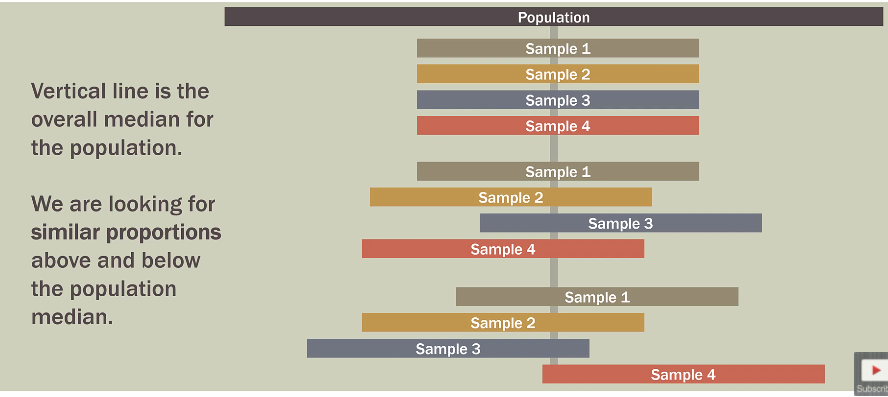 Population
Sample 1
Sample 2
Sample 3
Sample 4
Vertical line is the
overall median for
the population.
We are looking for
similar proportions
above and below
the population
median.
Sample 1
Sample 2
Sample 3
Sample 4
Sample 1
Sample 2
Sample 3
Sample 4